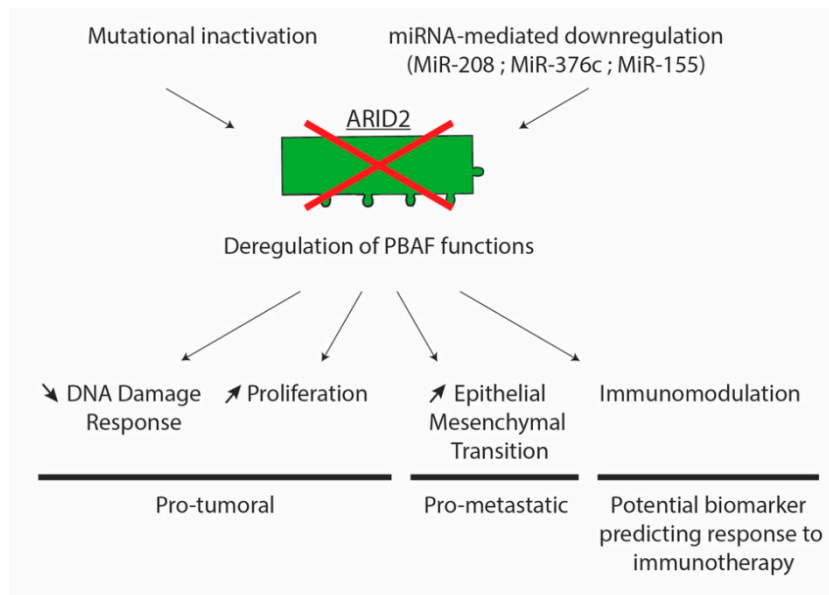 Mutational inactivation
miRNA-mediated downregulation
(MiR-208 ; MiR-376c ; MiR-155)
ARID2
Deregulation of PBAF functions
DNA Damage
Response
Proliferation
Epithelial
Mesenchymal
Transition
Immunomodulation
Pro-tumoral
Pro-metastatic
Potential biomarker
predicting response to
immunotherapy